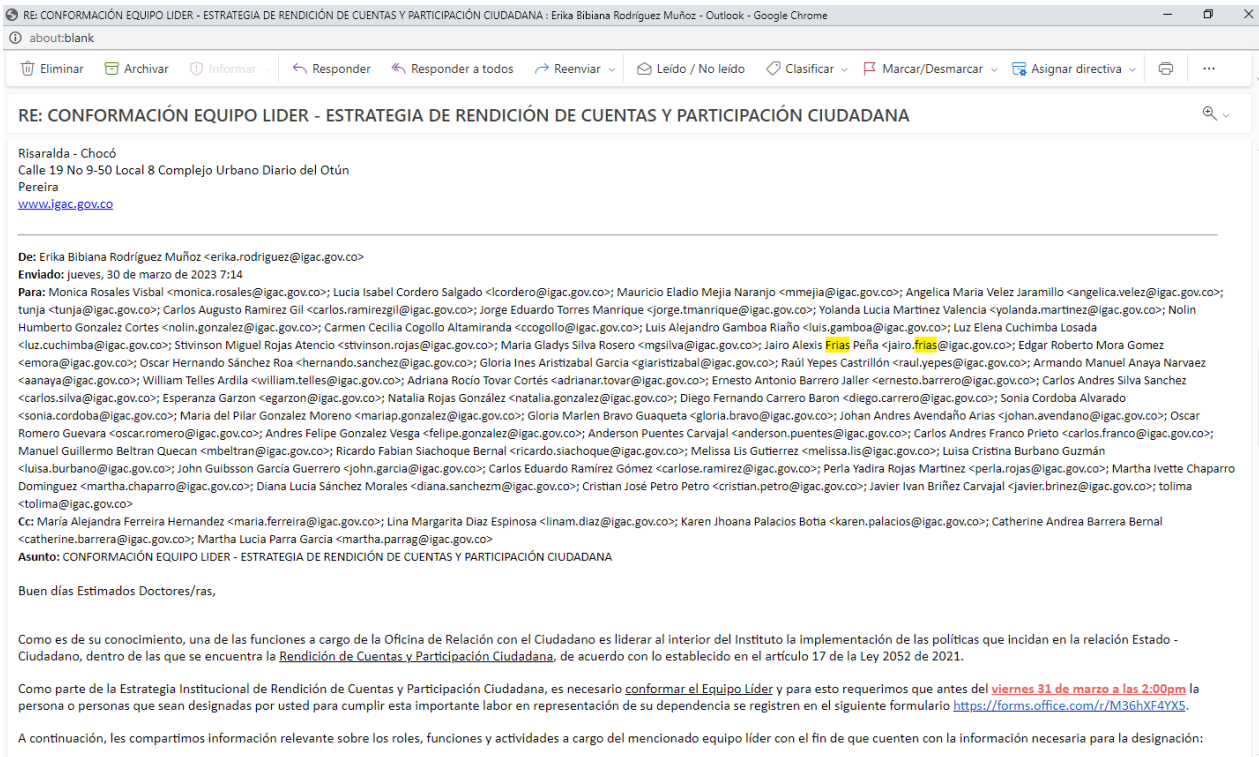 RE: CONFORMACIÓN EQUIPO LIDER - ESTRATEGIA DE RENDICIÓN DE CUENTAS Y PARTICIPACIÓN CIUDADANA : Erika Bibiana Rodríguez Muñoz - Outlook - Google Chrome
about:blank
Eliminar Archivar Informar Responder Responder a todos Reenviar Leído / No leído Clasificar Marcar/Desmarcar Asignar directiva ...
RE: CONFORMACIÓN EQUIPO LIDER - ESTRATEGIA DE RENDICIÓN DE CUENTAS Y PARTICIPACIÓN CIUDADANA
Risaralda - Chocó
Calle 19 No 9-50 Local 8 Complejo Urbano Diario del Otún
Pereira
www.igac.gov.co
De: Erika Bibiana Rodríguez Muñoz <erika.rodriguez@igac.gov.co>
Enviado: jueves, 30 de marzo de 2023 7:14
Para: Monica Rosales Visbal <monica.rosales@igac.gov.co>; Lucia Isabel Cordero Salgado <lcordero@igac.gov.co>; Mauricio Eladio Mejia Naranjo <mmejia@igac.gov.co>; Angelica Maria Velez Jaramillo <angelica.velez@igac.gov.co>;
tunja <tunja@igac.gov.co>; Carlos Augusto Ramirez Gil <carlos.ramirezgil@igac.gov.co>; Jorge Eduardo Torres Manrique <jorge.tmanrique@igac.gov.co>; Yolanda Lucia Martinez Valencia <yolanda.martinez@igac.gov.co>; Nolin
Humberto Gonzalez Cortes <nolin.gonzalez@igac.gov.co>; Carmen Cecilia Cogollo Altamiranda <ccogollo@igac.gov.co>; Luis Alejandro Gamboa Riaño <luis.gamboa@igac.gov.co>; Luz Elena Cuchimba Losada
<luz.cuchimba@igac.gov.co>; Stivinson Miguel Rojas Atencio <stivinson.rojas@igac.gov.co>; Maria Gladys Silva Rosero <mgsilva@igac.gov.co>; Jairo Alexis Frias Peña <jairo.frias@igac.gov.co>; Edgar Roberto Mora Gomez
<emora@igac.gov.co>; Oscar Hernando Sánchez Roa <hernando.sanchez@igac.gov.co>; Gloria Ines Aristizabal Garcia <giaristizabal@igac.gov.co>; Raúl Yepes Castrillón <raul.yepes@igac.gov.co>; Armando Manuel Anaya Narvaez
<aanaya@igac.gov.co>; William Telles Ardila <william.telles@igac.gov.co>; Adriana Rocío Tovar Cortés <adrianar.tovar@igac.gov.co>; Ernesto Antonio Barrero Jaller <ernesto.barrero@igac.gov.co>; Carlos Andres Silva Sanchez
<carlos.silva@igac.gov.co>; Esperanza Garzon <egarzon@igac.gov.co>; Natalia Rojas González <natalia.gonzalez@igac.gov.co>; Diego Fernando Carrero Baron <diego.carrero@igac.gov.co>; Sonia Cordoba Alvarado
<sonia.cordoba@igac.gov.co>; Maria del Pilar Gonzalez Moreno <mariap.gonzalez@igac.gov.co>; Gloria Marlen Bravo Guaqueta <gloria.bravo@igac.gov.co>; Johan Andres Avendaño Arias <johan.avendano@igac.gov.co>; Oscar
Romero Guevara <oscar.romero@igac.gov.co>; Andres Felipe Gonzalez Vesga <felipe.gonzalez@igac.gov.co>; Anderson Puentes Carvajal <anderson.puentes@igac.gov.co>; Carlos Andres Franco Prieto <carlos.franco@igac.gov.co>;
Manuel Guillermo Beltran Quecan <mbeltran@igac.gov.co>; Ricardo Fabian Siachoque Bernal <ricardo.siachoque@igac.gov.co>; Melissa Lis Gutierrez <melissa.lis@igac.gov.co>; Luisa Cristina Burbano Guzmán
<luisa.burbano@igac.gov.co>; John Guibsson García Guerrero <john.garcia@igac.gov.co>; Carlos Eduardo Ramírez Gómez <carlose.ramirez@igac.gov.co>; Perla Yadira Rojas Martinez <perla.rojas@igac.gov.co>; Martha Ivette Chaparro
Dominguez <martha.chaparro@igac.gov.co>; Diana Lucia Sánchez Morales <diana.sanchezm@igac.gov.co>; Cristian José Petro Petro <cristian.petro@igac.gov.co>; Javier Ivan Briñez Carvajal <javier.brinez@igac.gov.co>; tolima
<tolima@igac.gov.co>
Cc: María Alejandra Ferreira Hernandez <maria.ferreira@igac.gov.co>; Lina Margarita Diaz Espinosa <linam.diaz@igac.gov.co>; Karen Jhoana Palacios Botia <karen.palacios@igac.gov.co>; Catherine Andrea Barrera Bernal
<catherine.barrera@igac.gov.co>; Martha Lucia Parra Garcia <martha.parrag@igac.gov.co>
Asunto: CONFORMACIÓN EQUIPO LIDER - ESTRATEGIA DE RENDICIÓN DE CUENTAS Y PARTICIPACIÓN CIUDADANA
Buen días Estimados Doctores/ras,
Como es de su conocimiento, una de las funciones a cargo de la Oficina de Relación con el Ciudadano es liderar al interior del Instituto la implementación de las políticas que incidan en la relación Estado -
Ciudadano, dentro de las que se encuentra la Rendición de Cuentas y Participación Ciudadana, de acuerdo con lo establecido en el artículo 17 de la Ley 2052 de 2021.
Como parte de la Estrategia Institucional de Rendición de Cuentas y Participación Ciudadana, es necesario conformar el Equipo Líder y para esto requerimos que antes del viernes 31 de marzo a las 2:00pm la
persona o personas que sean designadas por usted para cumplir esta importante labor en representación de su dependencia se registren en el siguiente formulario https://forms.office.com/r/M36hXF4YX5.
A continuación, les compartimos información relevante sobre los roles, funciones y actividades a cargo del mencionado equipo líder con el fin de que cuenten con la información necesaria para la designación: